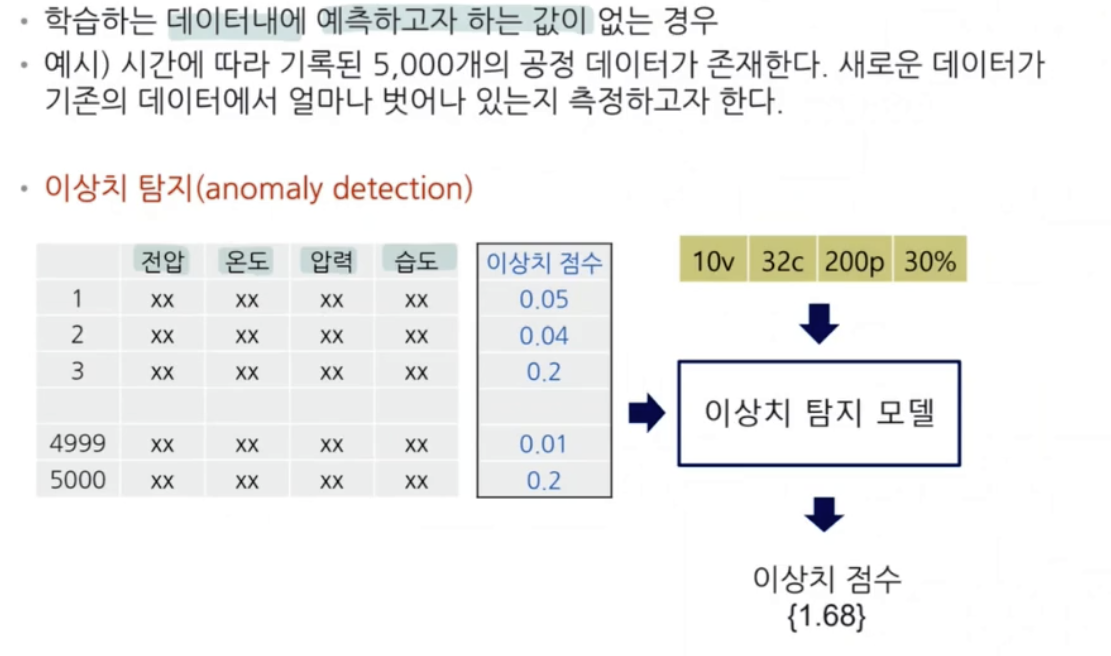 • 학습하는 데이터내에 예측하고자 하는 값이 없는 경우
• 예시) 시간에 따라 기록된 5,000개의 공정 데이터가 존재한다. 새로운 데이터가
기존의 데이터에서 얼마나 벗어나 있는지 측정하고자 한다.
• 이상치 탐지(anomaly detection)
전압 온도 압력 습도 이상치 점수
1 xx xx xx xx 0.05
2 xx xx xx xx 0.04
3 xx xx xx xx 0.2
4999 xx xx xx xx 0.01
5000 xx xx xx xx 0.2
10v 32c 200p 30%
이상치 탐지 모델
이상치 점수
{1.68}